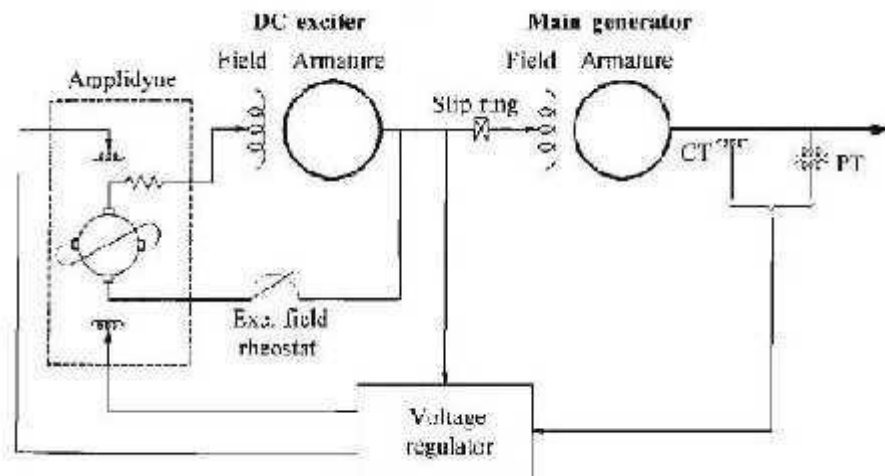 DC exciter
Main generator
Field Armature
Field Armature
Amplidyne
Slip ring
CT
PT
Exc. field
rheostat
Voltage
regulator